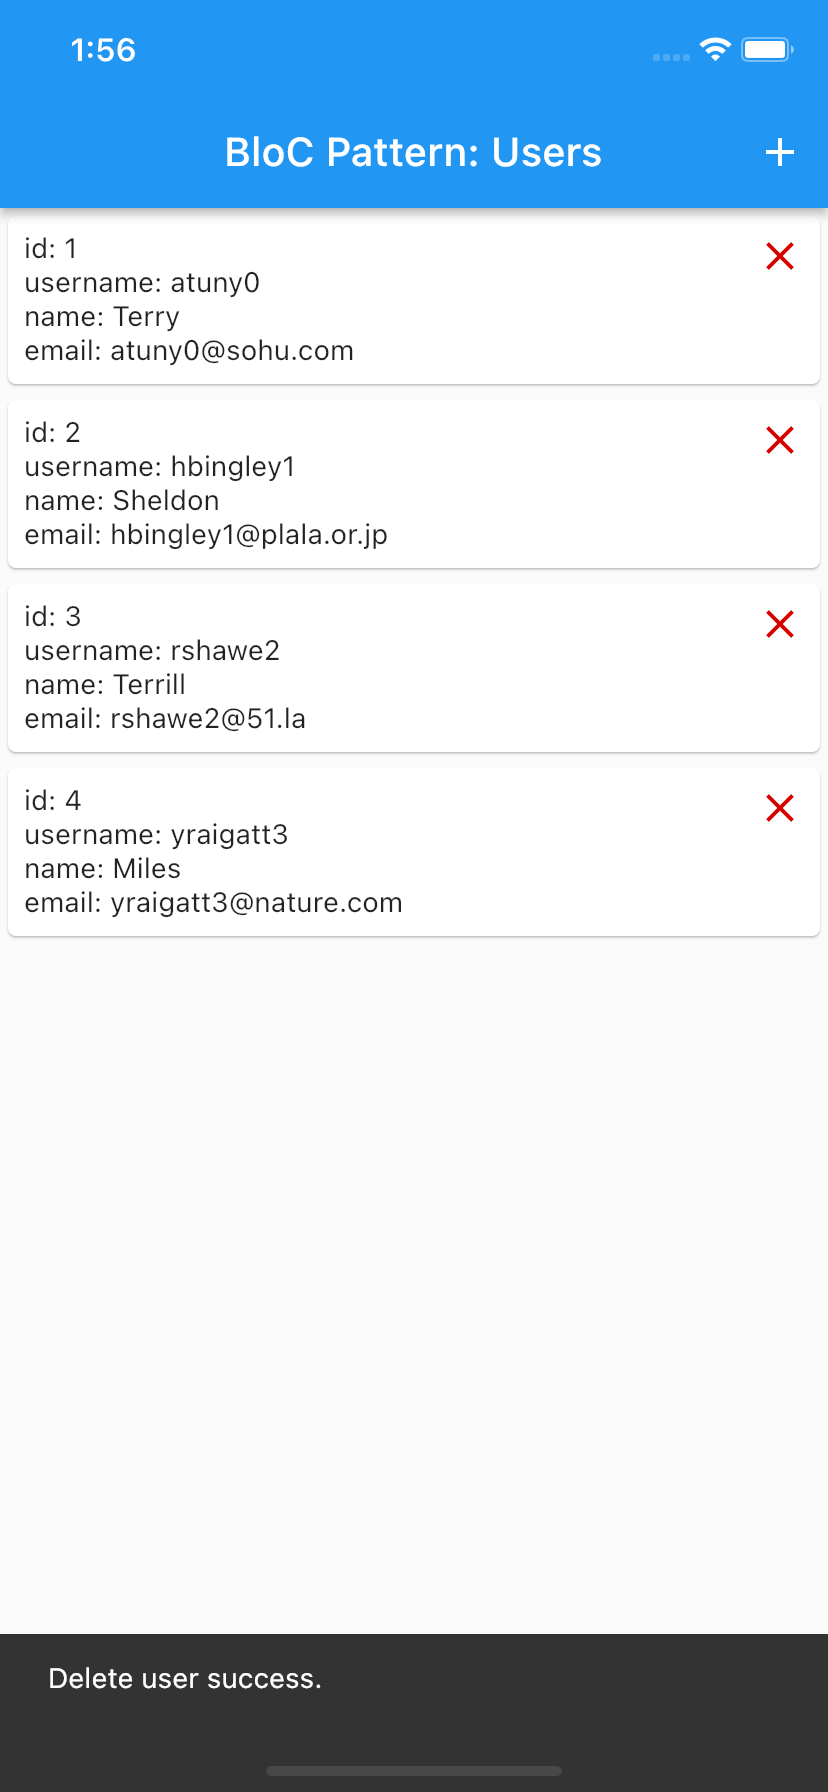 1:56
BloC Pattern: Users
id: 1
username: atuny0
name: Terry
email: atuny0@sohu.com
id: 2
username: hbingley1
name: Sheldon
email: hbingley1@plala.or.jp
id: 3
username: rshawe2
name: Terrill
email: rshawe2@51.la
id: 4
username: yraigatt3
name: Miles
email: yraigatt3@nature.com
Delete user success.